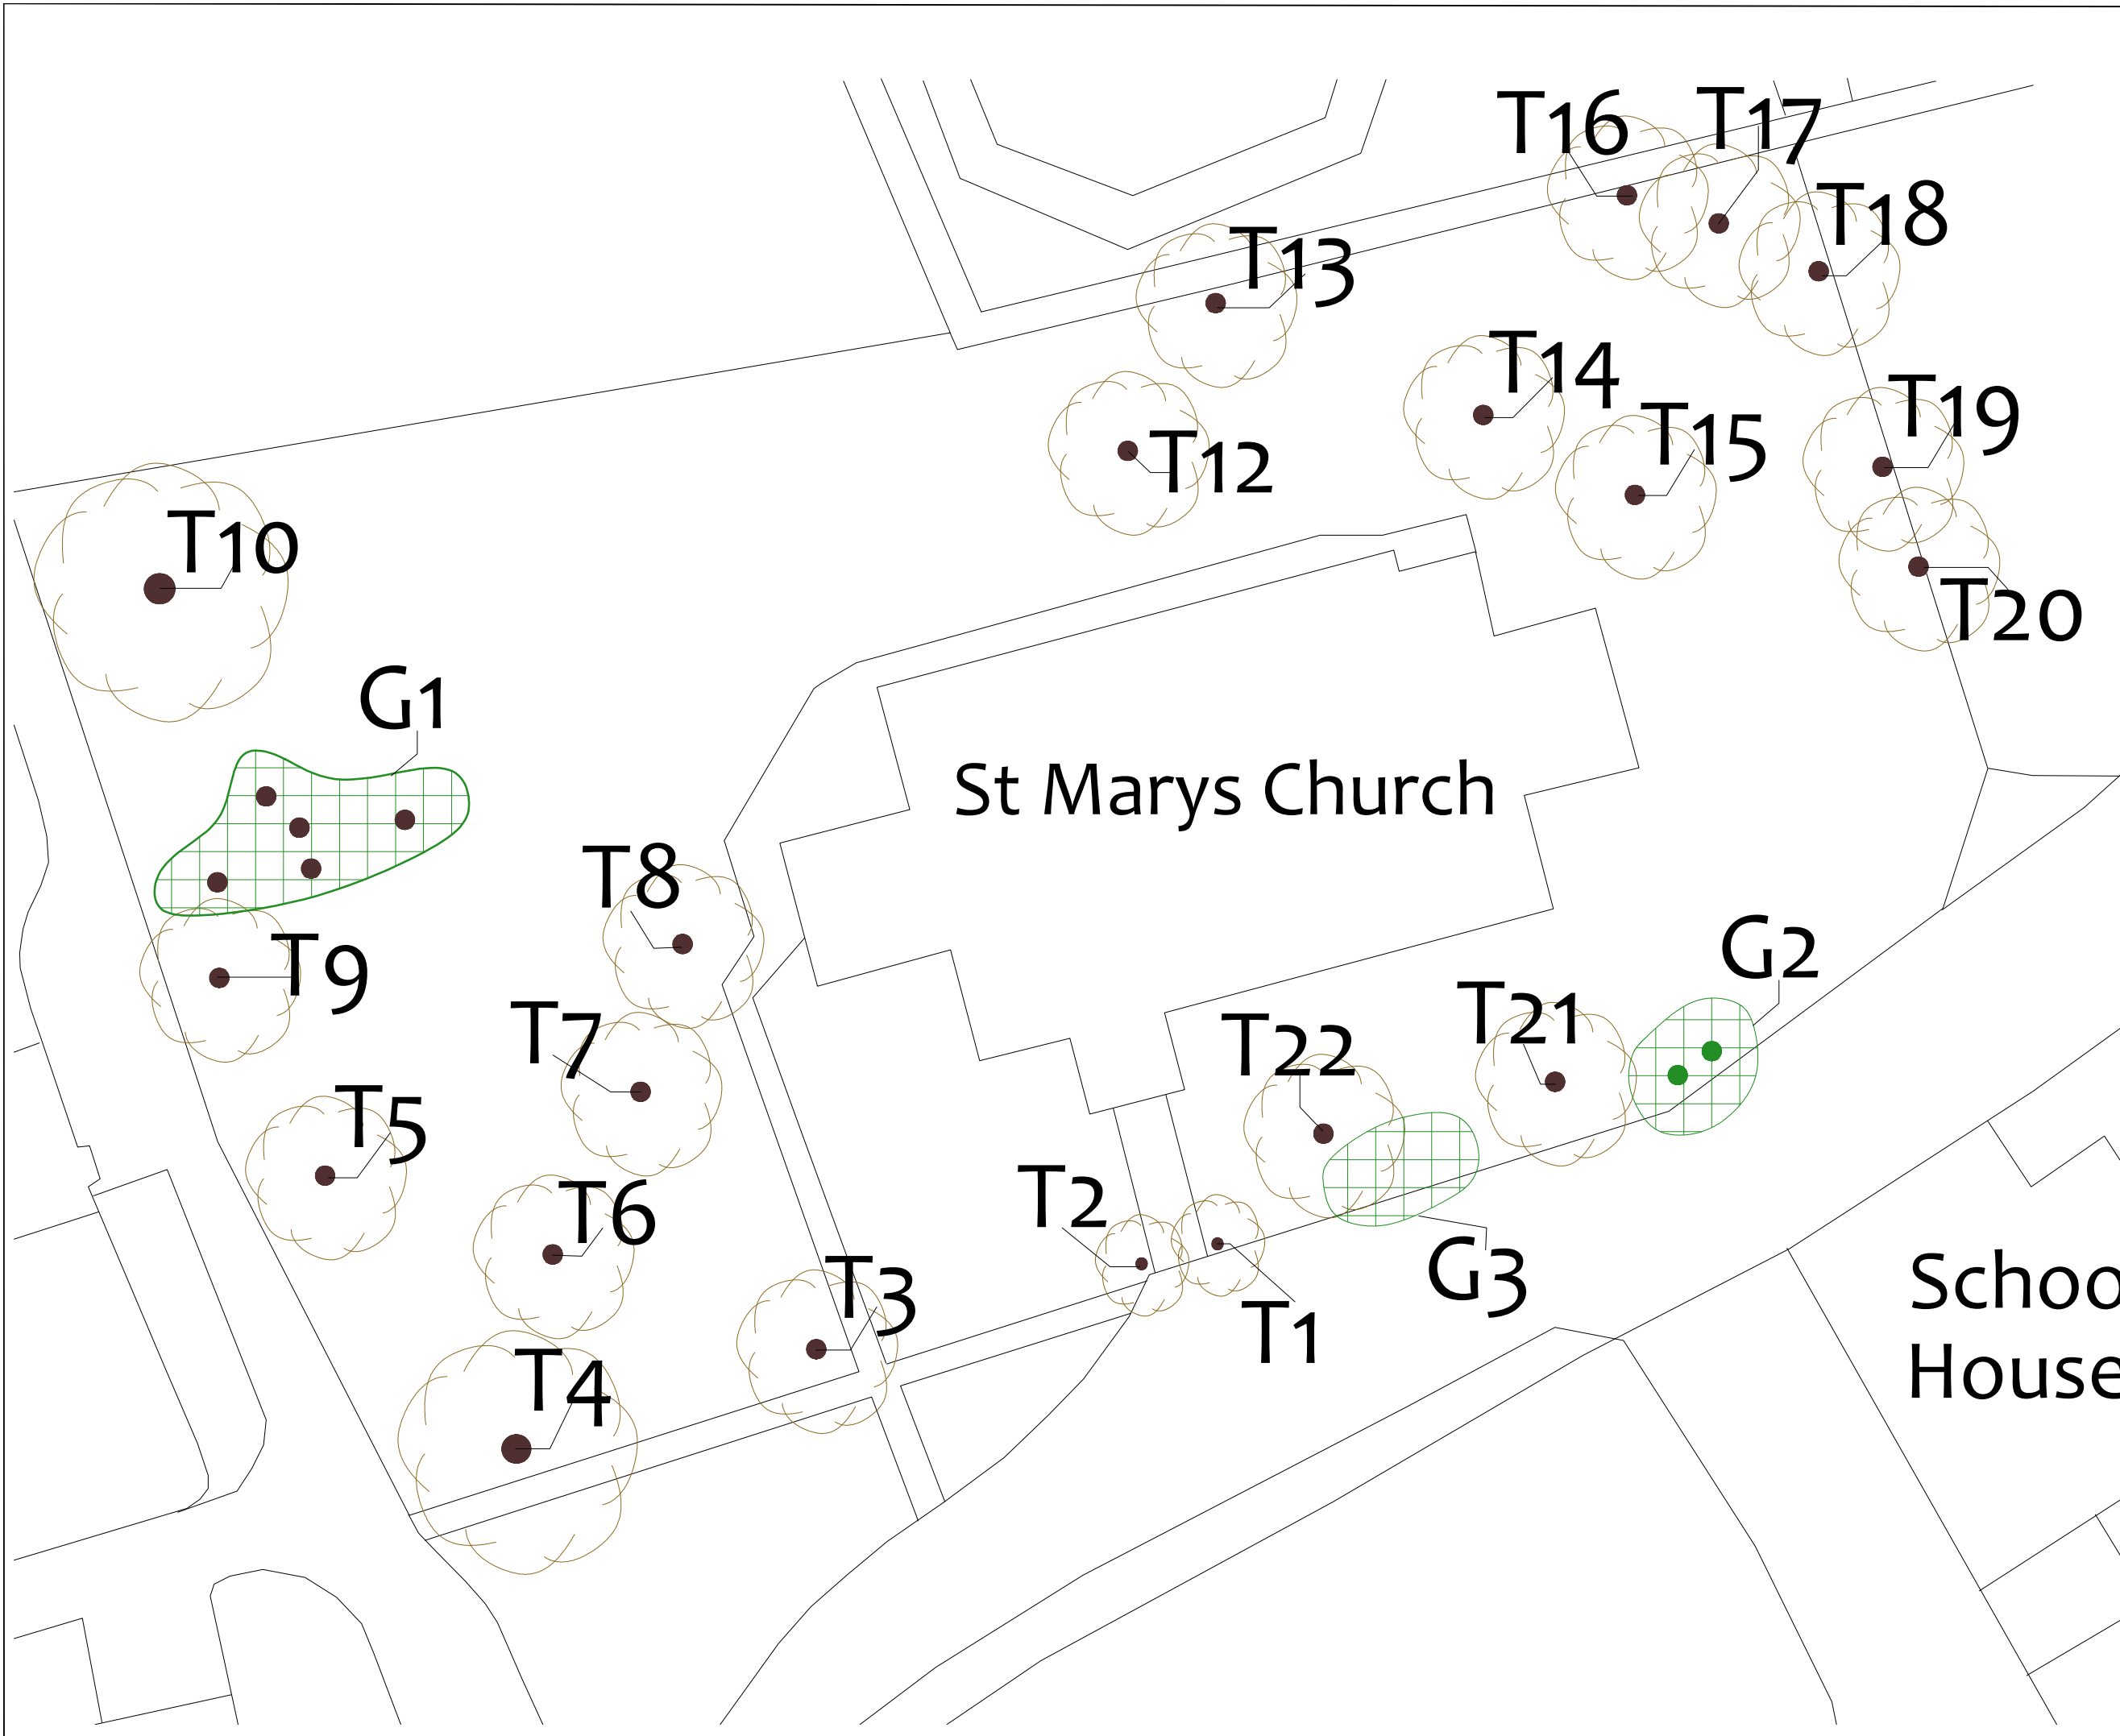 T16
T17
T18
T13
T14
T19
T15
T12
T10
T20
G1
St Marys Church
T8
G2
T9
T21
T7
T22
T5
T2
T6
G3
Schoo
T3
T1
House
T4